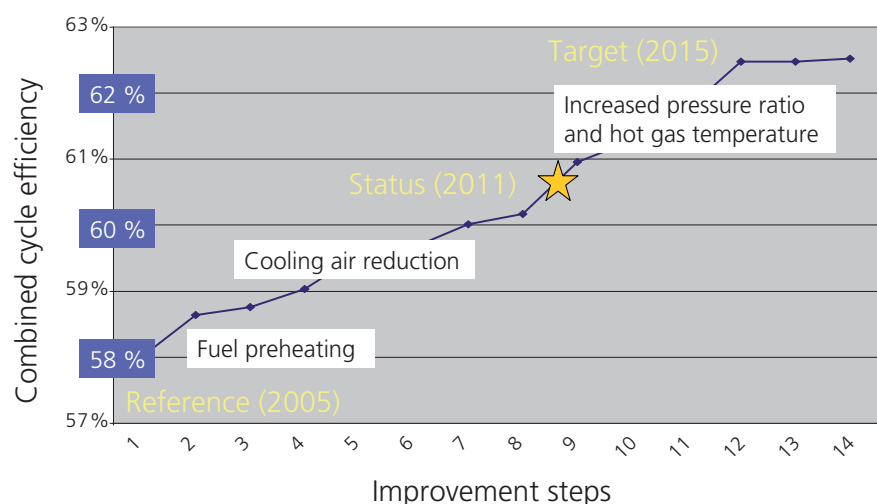 63%
Target (2015)
62 %
Increased pressure ratio
and hot gas temperature
61%
Status (2011)
60 %
Cooling air reduction
59%
Fuel preheating
58 %
Reference (2005)
57%
1 2 3 4 5 6 7 8 9 10 11 12 13 14
Improvement steps
Combined cycle efficiency